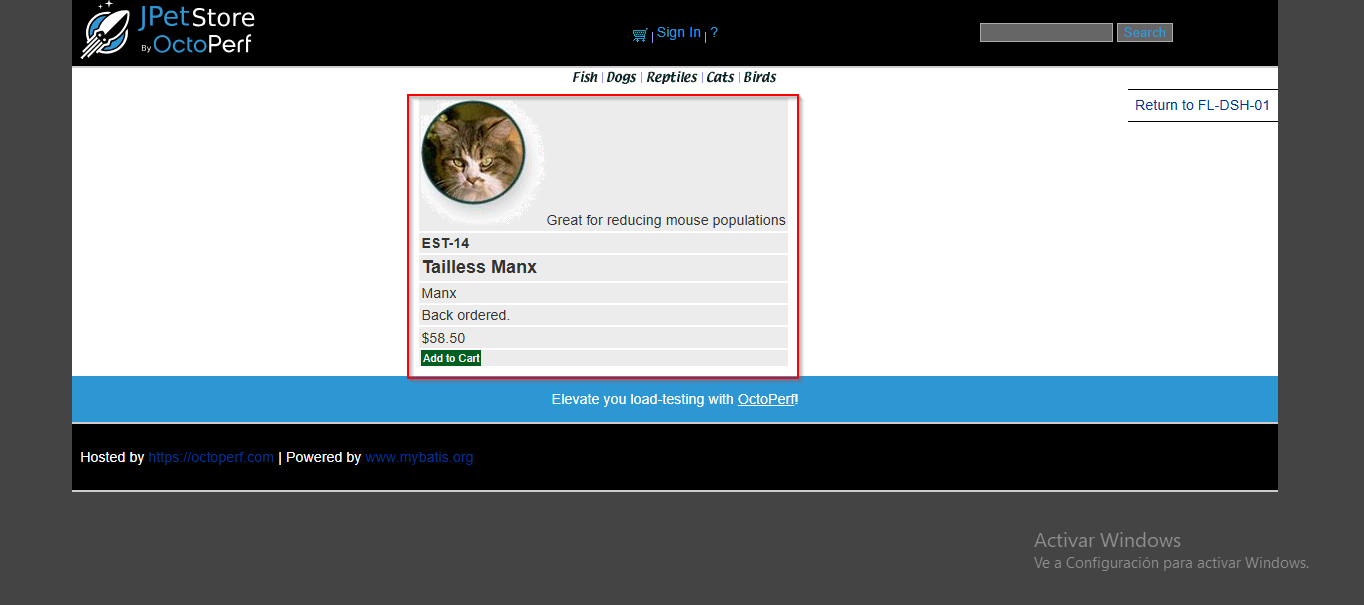 JPetStore
By OctoPerf
| Sign In | ?
Search
Fish | Dogs | Reptiles | Cats | Birds
Return to FL-DSH-01
Great for reducing mouse populations
EST-14
Tailless Manx
Manx
Back ordered.
$58.50
Add to Cart
Elevate you load-testing with OctoPerf!
Hosted by https://octoperf.com | Powered by www.mybatis.org
Activar Windows
Ve a Configuración para activar Windows.